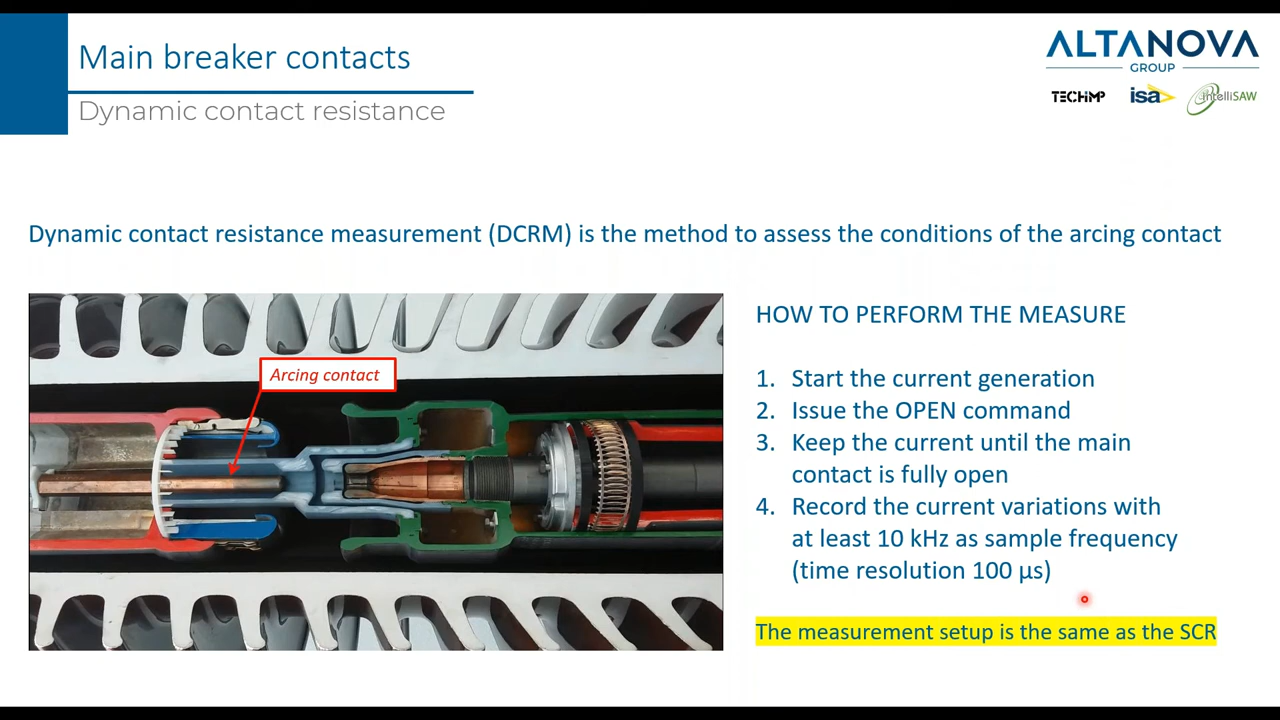 Main breaker contacts
Dynamic contact resistance
ALTANOVA
GROUP
TECHIMP
isa
intelliSAW
Dynamic contact resistance measurement (DCRM) is the method to assess the conditions of the arcing contact
Arcing contact
HOW TO PERFORM THE MEASURE
1. Start the current generation
2. Issue the OPEN command
3. Keep the current until the main
contact is fully open
4. Record the current variations with
at least 10 kHz as sample frequency
(time resolution 100 µs)
The measurement setup is the same as the SCR